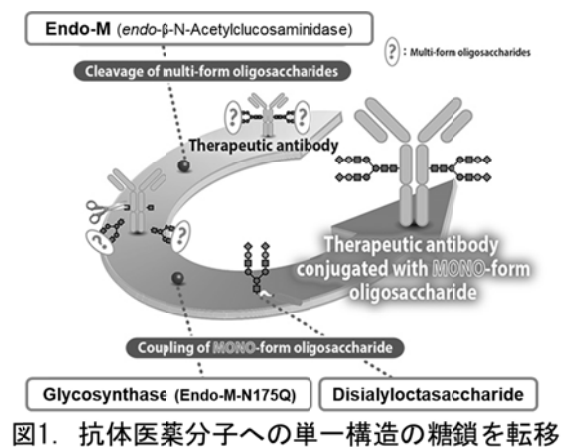 Endo-M (endo-β-N-Acetylclucosaminidase)
? : Multi-form oligosaccharides
Cleavage of multi-form oligosaccharides
? ?
Therapeutic antibody
? ?
Therapeutic antibody
conjugated with MONO-form
oligosaccharide
Coupling of MONO-form oligosaccharide
Glycosynthase (Endo-M-N175Q)
Disialyloctasaccharide
図1. 抗体医薬分子への単一構造の糖鎖を転移